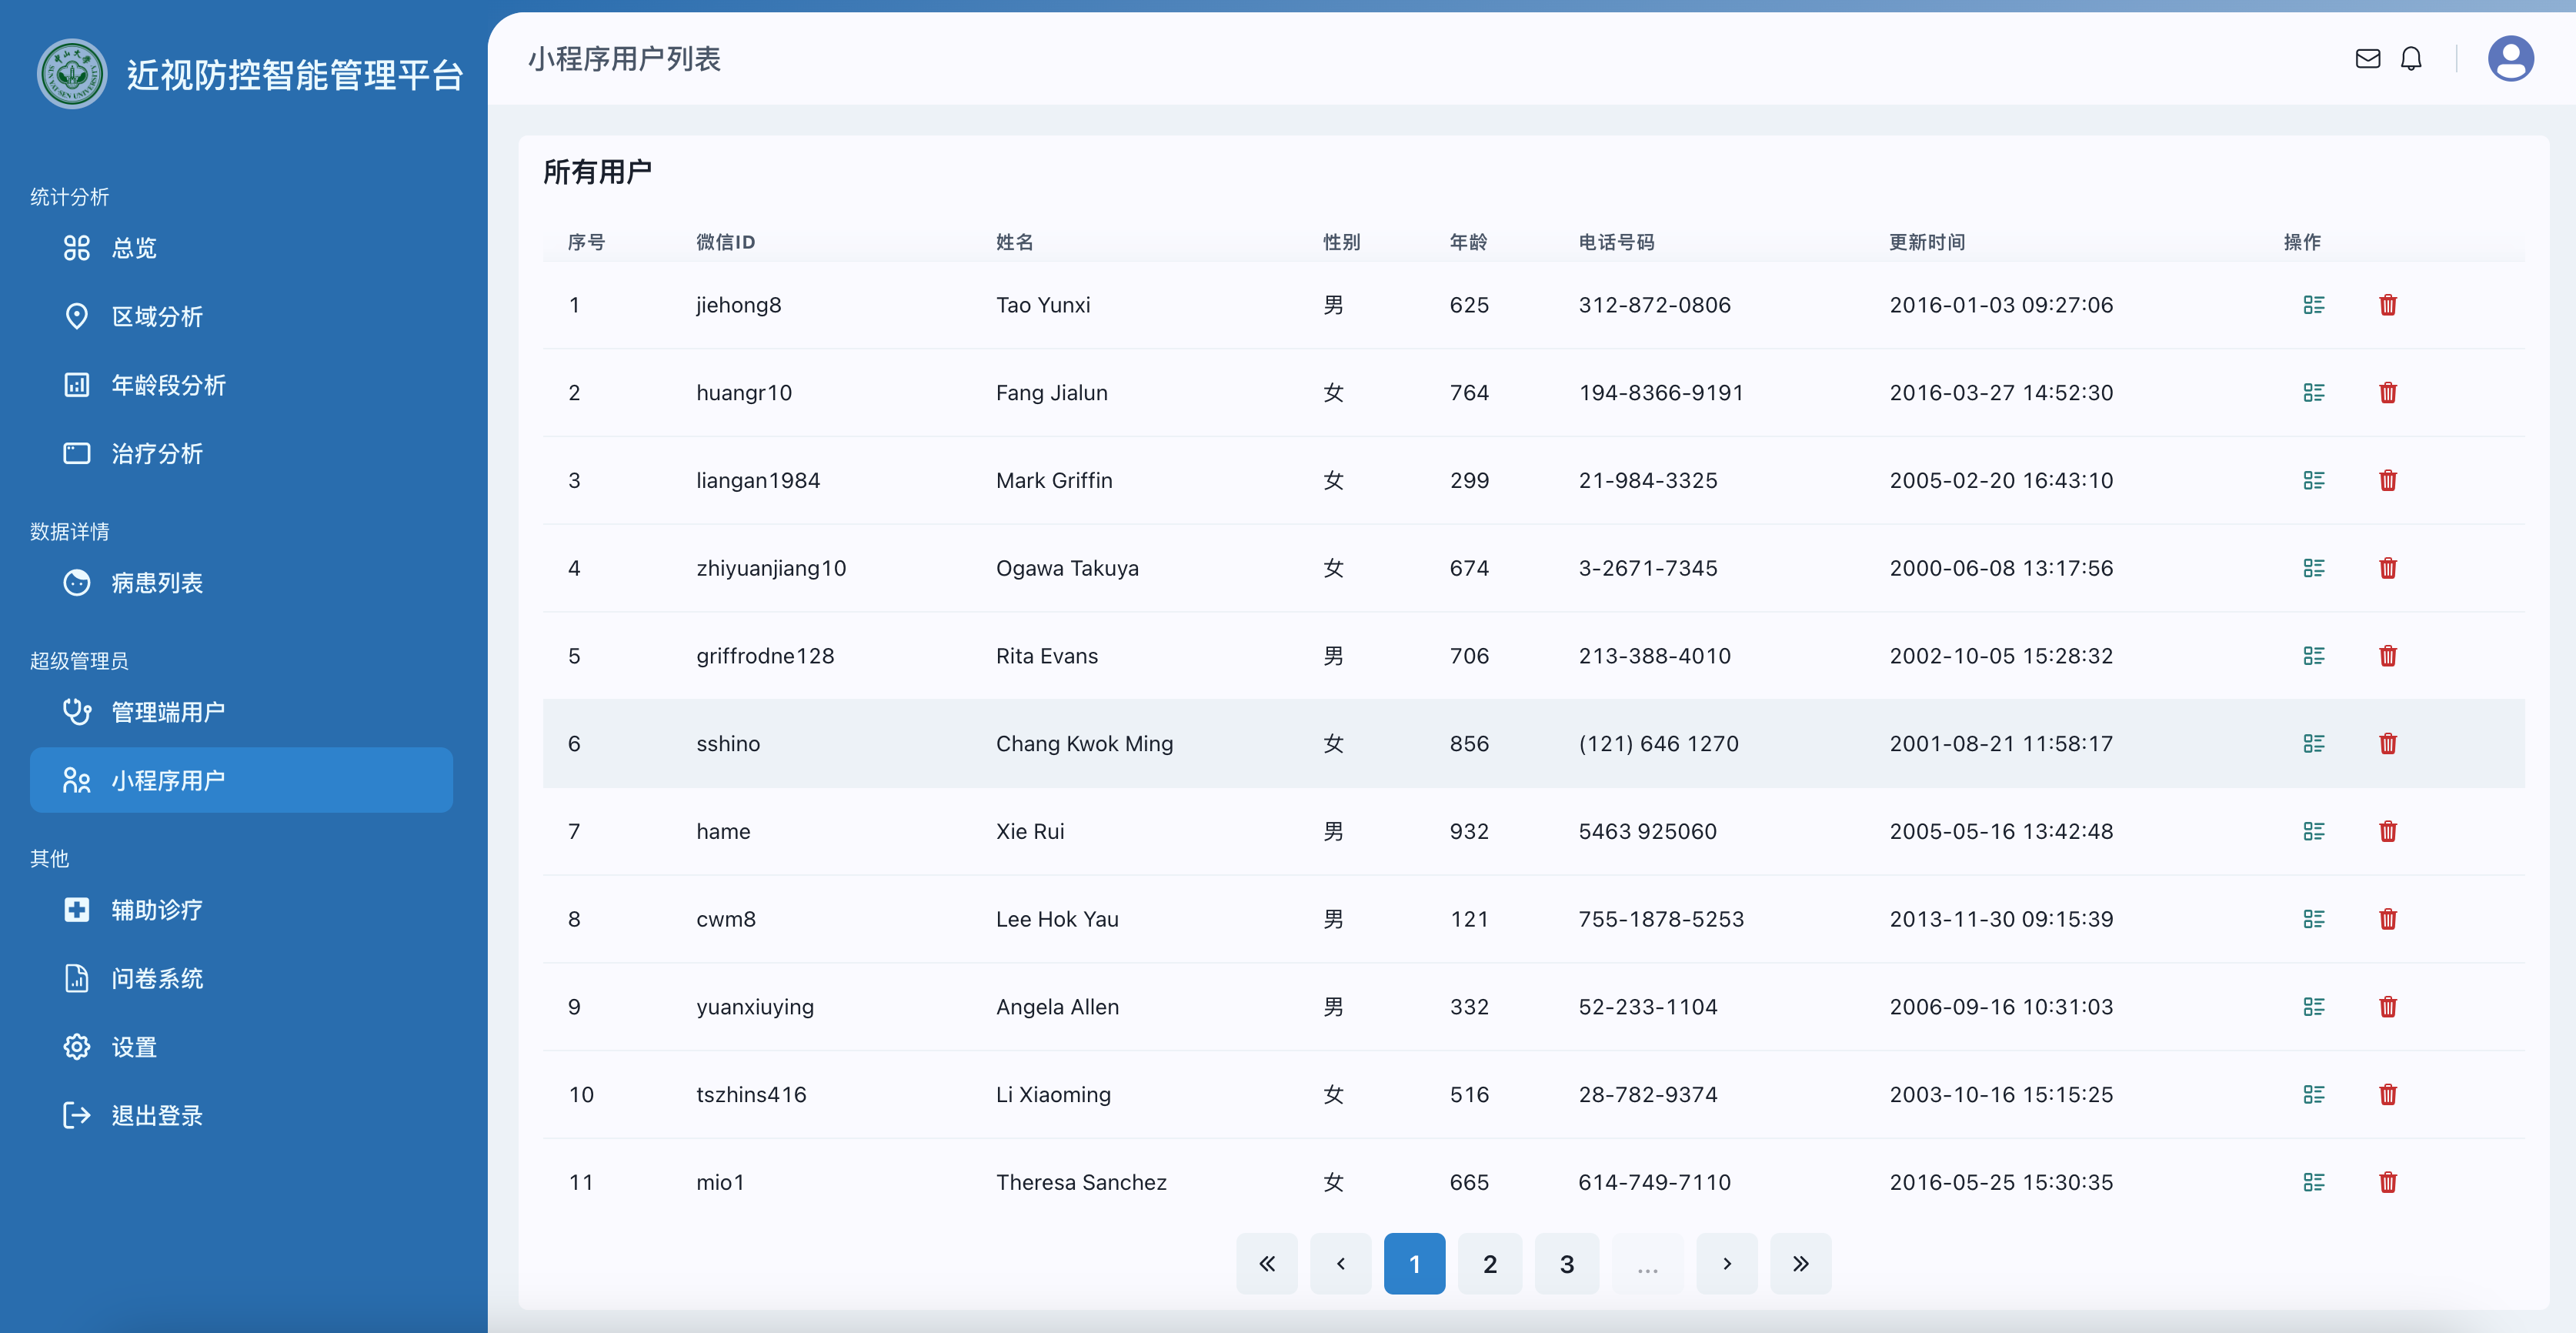 近视防控智能管理平台
统计分析
总览
区域分析
年龄段分析
治疗分析
数据详情
病患列表
超级管理员
管理端用户
小程序用户
其他
辅助诊疗
问卷系统
设置
退出登录
小程序用户列表
所有用户
序号 微信ID 姓名 性别 年龄 电话号码 更新时间 操作
1 jiehong8 Tao Yunxi 男 625 312-872-0806 2016-01-03 09:27:06
2 huangr10 Fang Jialun 女 764 194-8366-9191 2016-03-27 14:52:30
3 liangan1984 Mark Griffin 女 299 21-984-3325 2005-02-20 16:43:10
4 zhiyuanjiang10 Ogawa Takuya 女 674 3-2671-7345 2000-06-08 13:17:56
5 griffrodne128 Rita Evans 男 706 213-388-4010 2002-10-05 15:28:32
6 sshino Chang Kwok Ming 女 856 (121) 646 1270 2001-08-21 11:58:17
7 hame Xie Rui 男 932 5463 925060 2005-05-16 13:42:48
8 cwm8 Lee Hok Yau 男 121 755-1878-5253 2013-11-30 09:15:39
9 yuanxiuying Angela Allen 男 332 52-233-1104 2006-09-16 10:31:03
10 tszhins416 Li Xiaoming 女 516 28-782-9374 2003-10-16 15:15:25
11 mio1 Theresa Sanchez 女 665 614-749-7110 2016-05-25 15:30:35
« ‹ 1 2 3 ... › »